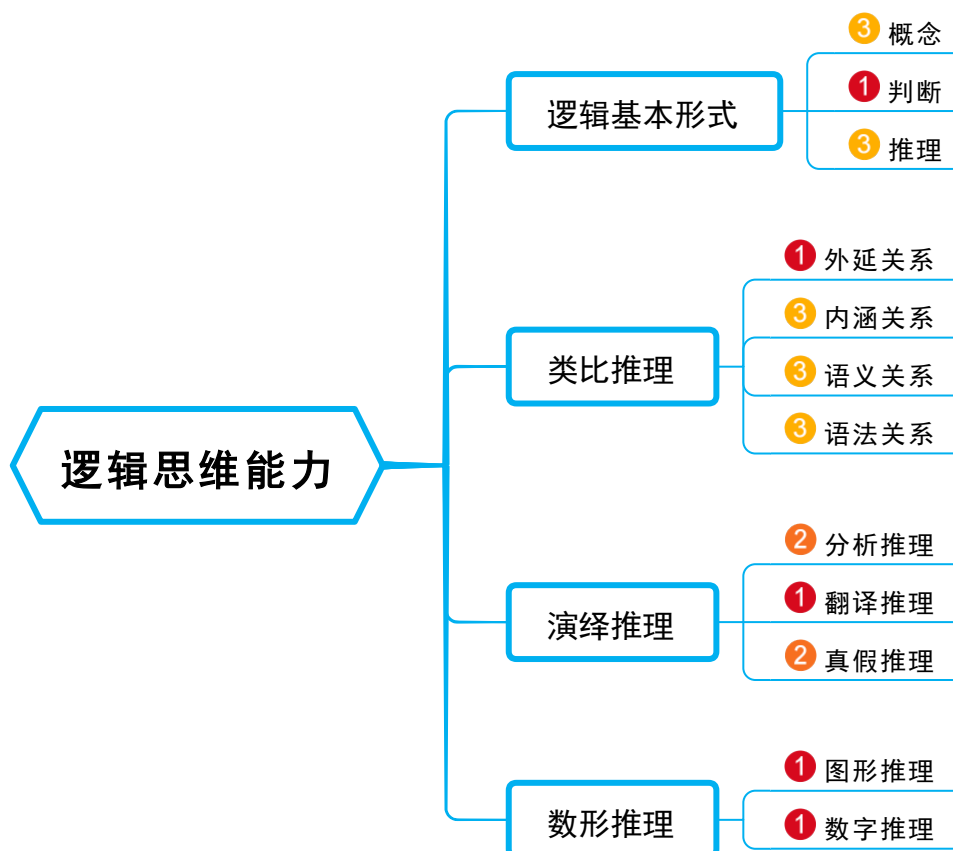 逻辑思维能力
逻辑基本形式
3 概念
1 判断
3 推理
类比推理
1 外延关系
3 内涵关系
3 语义关系
3 语法关系
演绎推理
2 分析推理
1 翻译推理
2 真假推理
数形推理
1 图形推理
1 数字推理